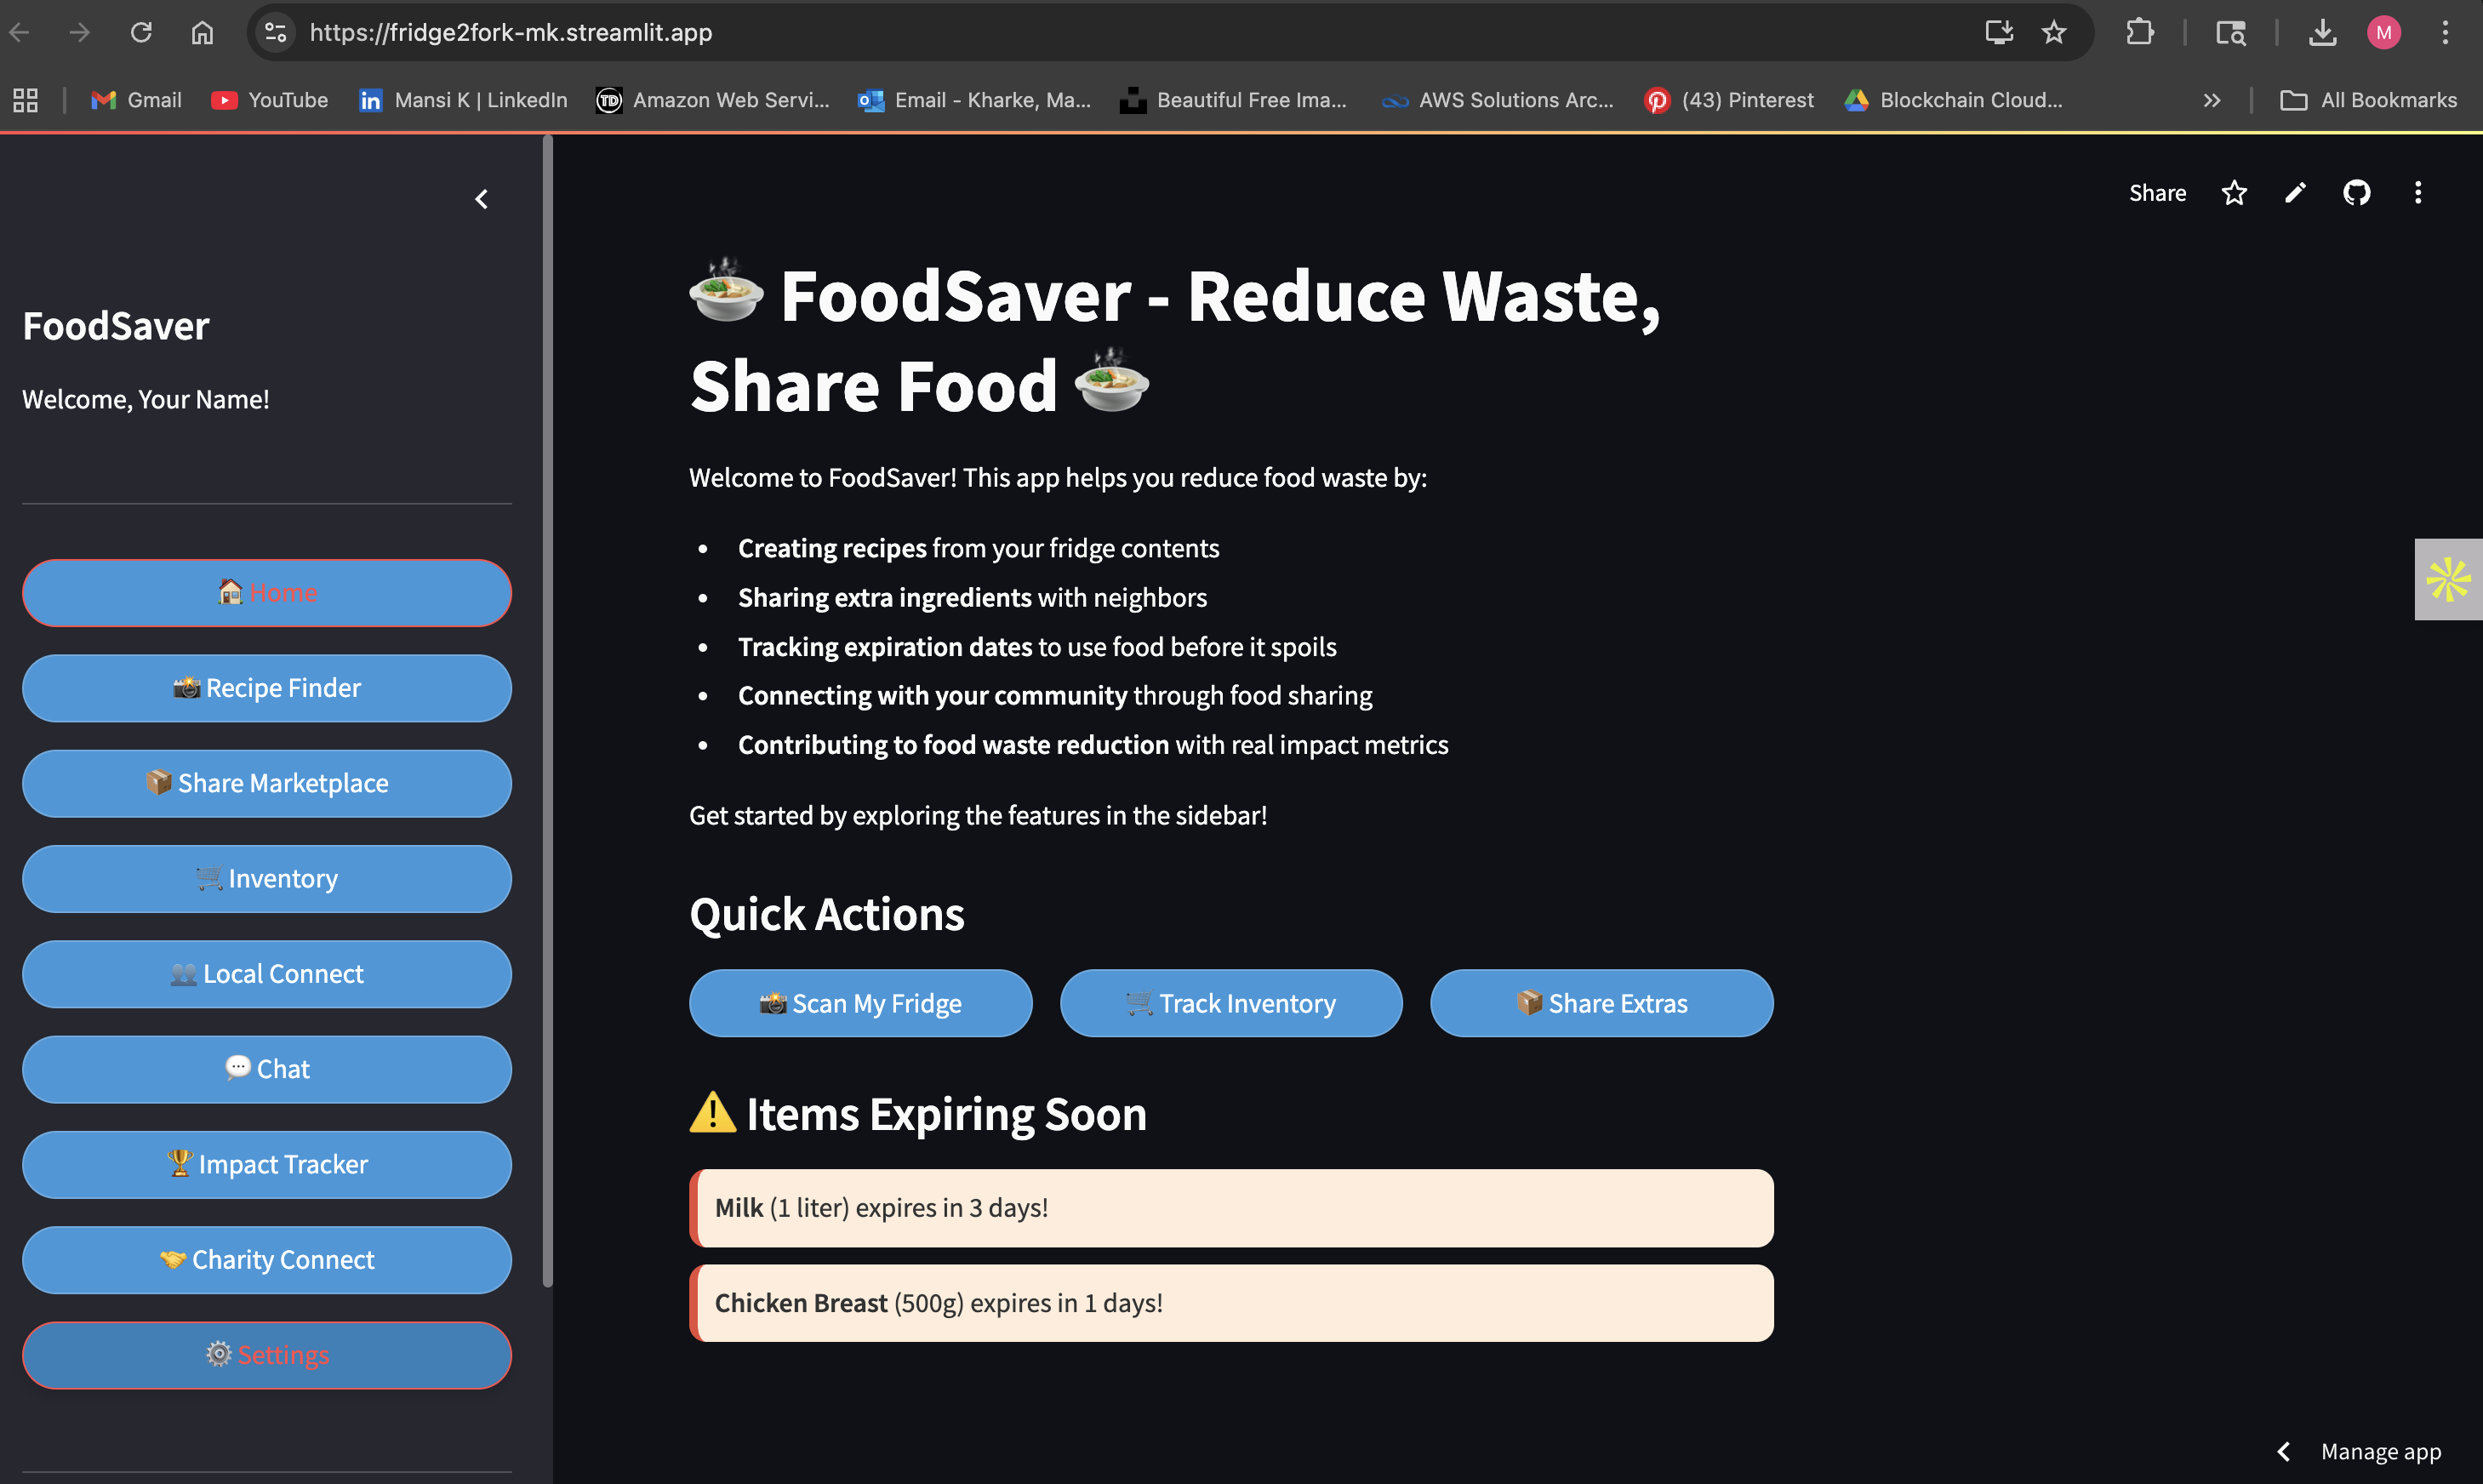 https://fridge2fork-mk.streamlit.app
M
Gmail
YouTube
in
Mansi K | LinkedIn
TD
Amazon Web Servi...
Email - Kharke, Ma...
Beautiful Free Ima...
AWS Solutions Arc...
(43) Pinterest
Blockchain Cloud...
All Bookmarks
FoodSaver
Welcome, Your Name!
Home
Recipe Finder
Share Marketplace
Inventory
Local Connect
Chat
Impact Tracker
Charity Connect
Settings
Share
FoodSaver - Reduce Waste,
Share Food
Welcome to FoodSaver! This app helps you reduce food waste by:
• Creating recipes from your fridge contents
• Sharing extra ingredients with neighbors
• Tracking expiration dates to use food before it spoils
• Connecting with your community through food sharing
• Contributing to food waste reduction with real impact metrics
Get started by exploring the features in the sidebar!
Quick Actions
Scan My Fridge
Track Inventory
Share Extras
Items Expiring Soon
Milk (1 liter) expires in 3 days!
Chicken Breast (500g) expires in 1 days!
Manage app